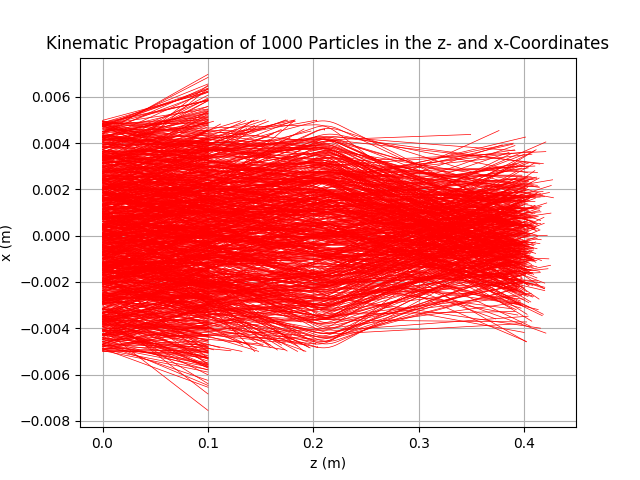 Kinematic Propagation of 1000 Particles in the z- and x-Coordinates
0.006
0.004
0.002
0.000
−0.002
−0.004
−0.006
−0.008
x (m)
0.0 0.1 0.2 0.3 0.4
z (m)